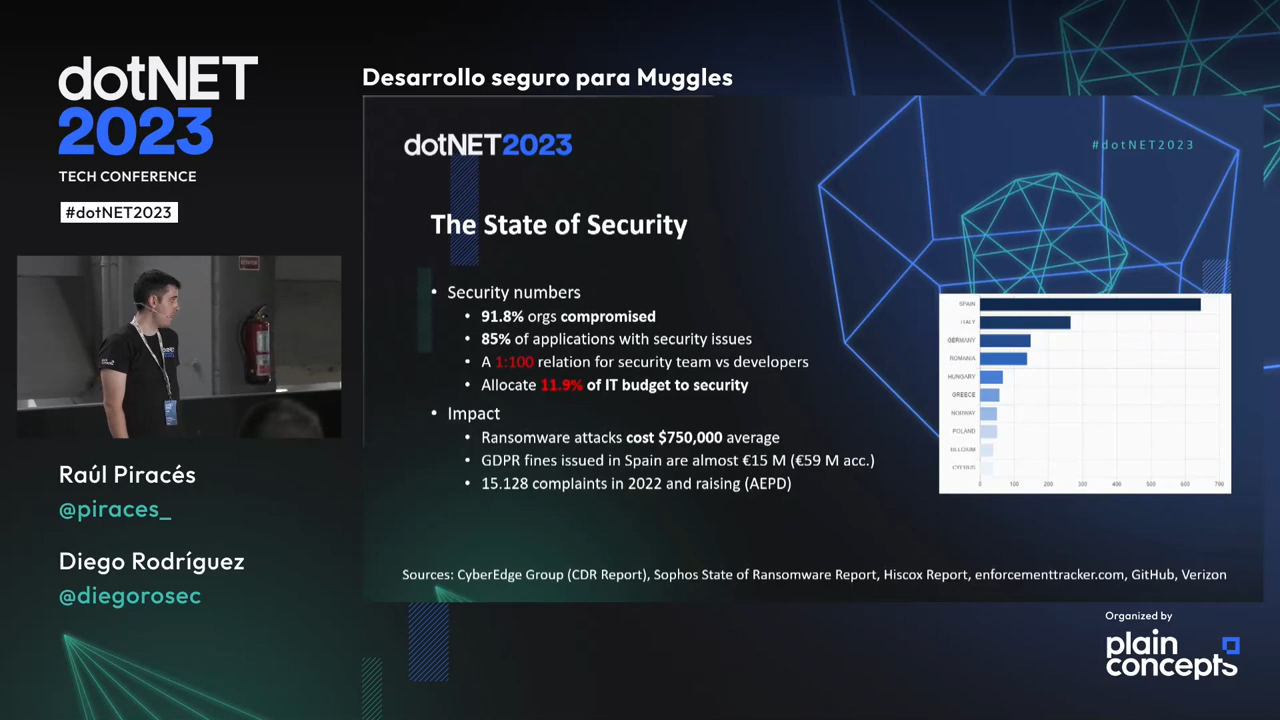 dotNET
2023
TECH CONFERENCE
#dotNET2023
Desarrollo seguro para Muggles
dotNET2023
#dotNET2023
The State of Security
• Security numbers
• 91.8% orgs compromised
• 85% of applications with security issues
• A 1:100 relation for security team vs developers
• Allocate 11.9% of IT budget to security
• Impact
• Ransomware attacks cost $750,000 average
• GDPR fines issued in Spain are almost €15 M (€59 M acc.)
• 15.128 complaints in 2022 and raising (AEPD)
SPAIN
ITALY
GERMANY
ROMANIA
HUNGARY
GREECE
NORWAY
POLAND
BELGIUM
CYPRUS
0 100 200 300 400 500 600 700
Sources: CyberEdge Group (CDR Report), Sophos State of Ransomware Report, Hiscox Report, enforcementtracker.com, GitHub, Verizon
Raúl Piracés
@piraces_
Diego Rodríguez
@diegorosec
Organized by
plain
concepts